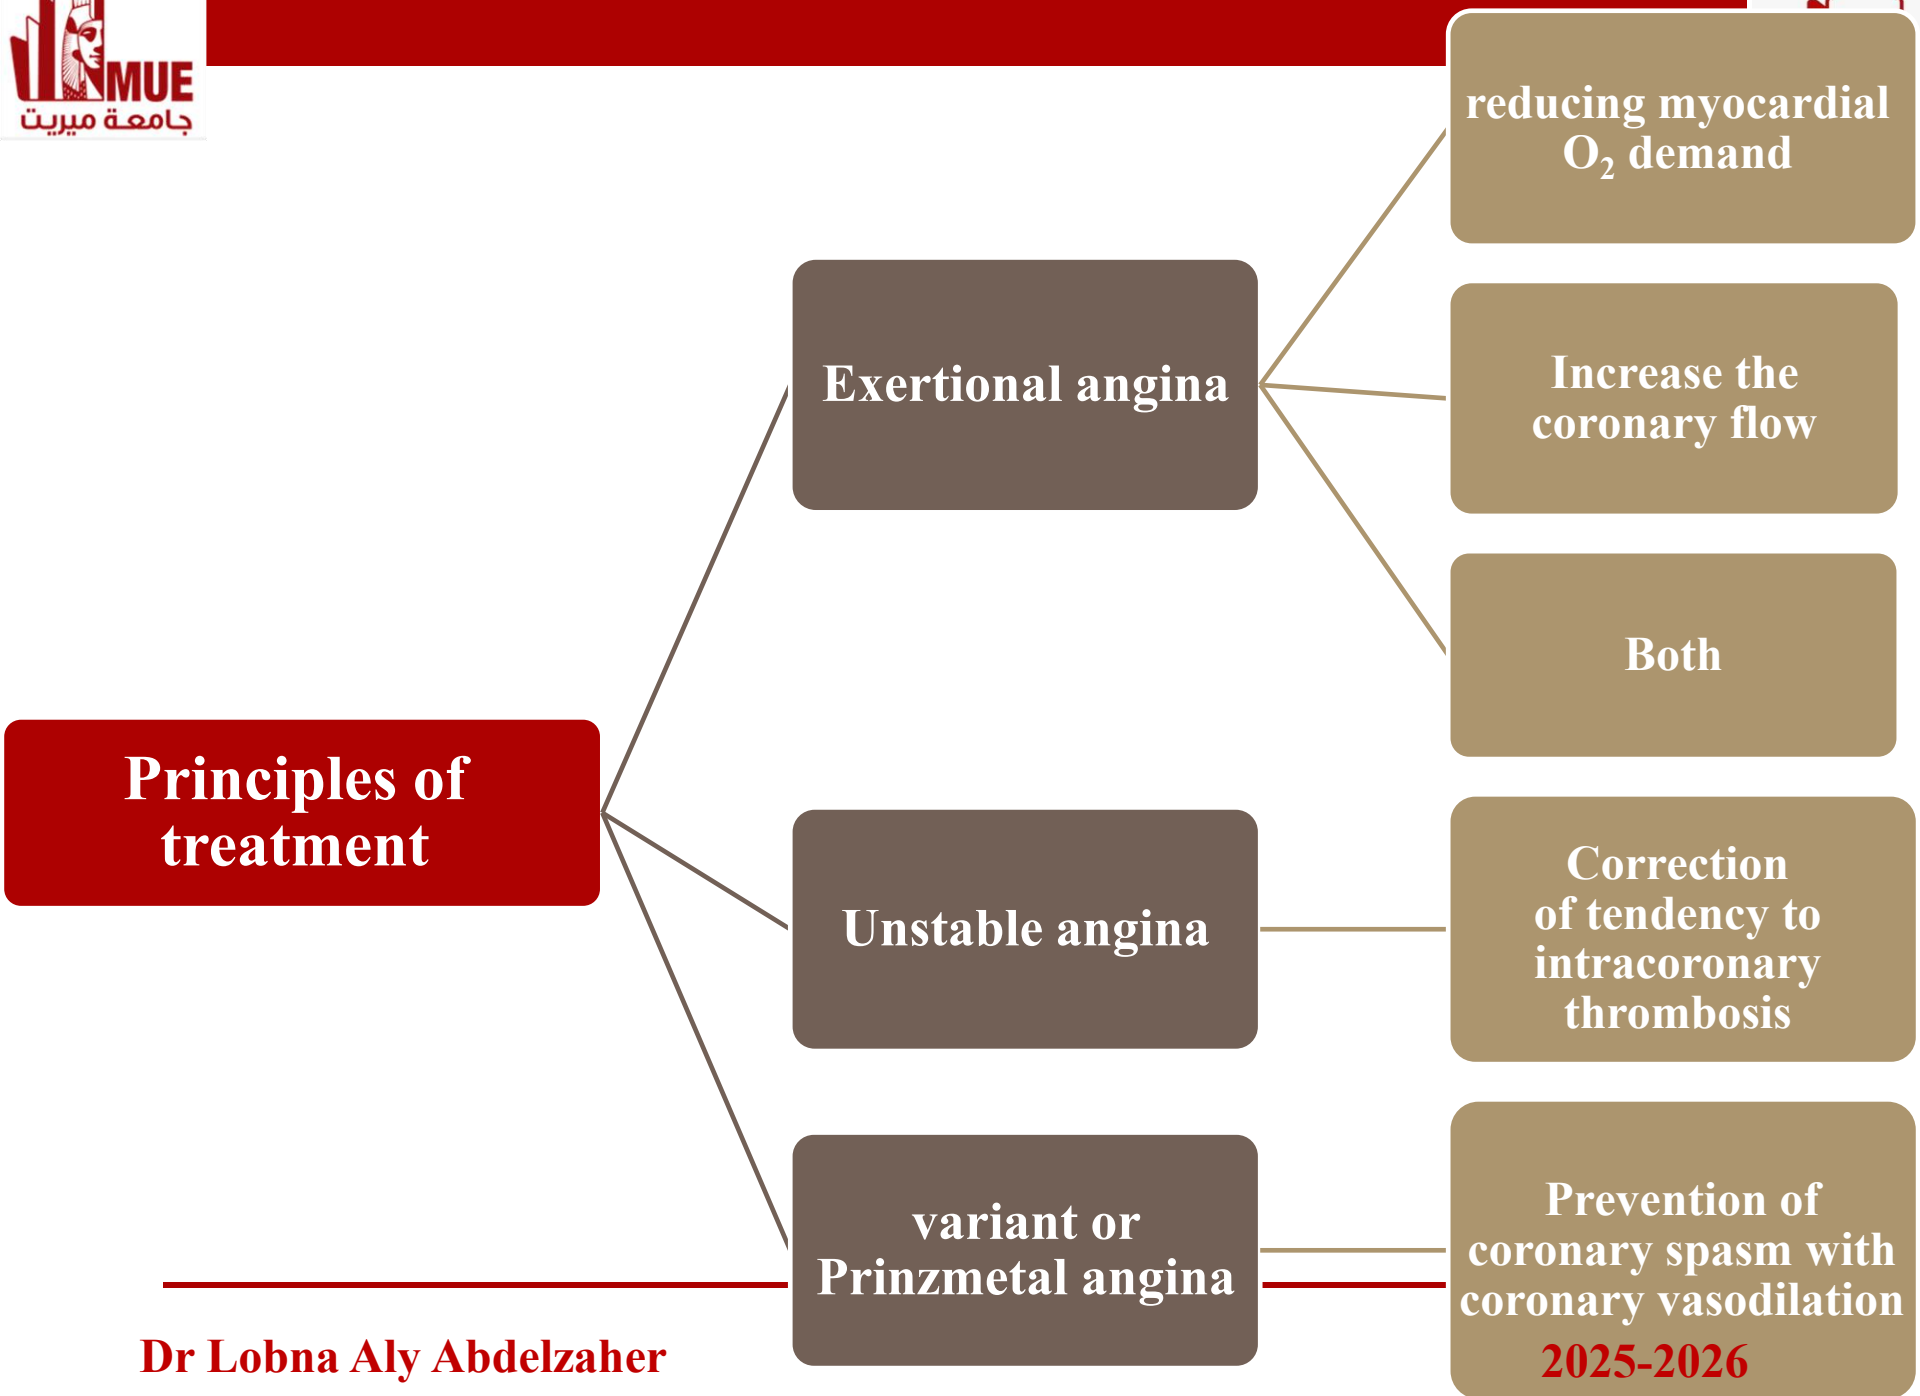 MUE
جامعة ميريت
reducing myocardial
O₂ demand
Exertional angina
Increase the
coronary flow
Both
Principles of
treatment
Unstable angina
Correction
of tendency to
intracoronary
thrombosis
variant or
Prinzmetal angina
Prevention of
coronary spasm with
coronary vasodilation
Dr Lobna Aly Abdelzaher
2025-2026